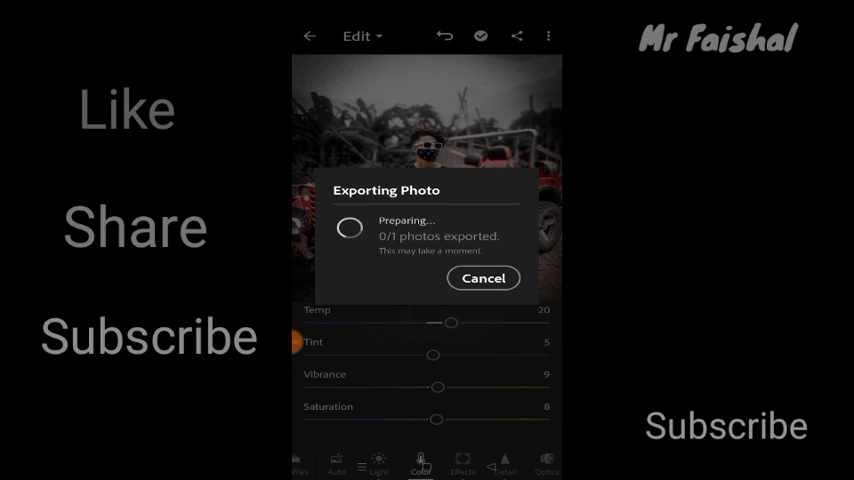 Mr Faishal
Edit
Like
Share
Subscribe
Exporting Photo
Preparing...
0/1 photos exported.
This may take a moment.
Cancel
Temp 20
Tint 5
Vibrance 9
Saturation 8
Auto Light Color Effects Detail Optics
Subscribe